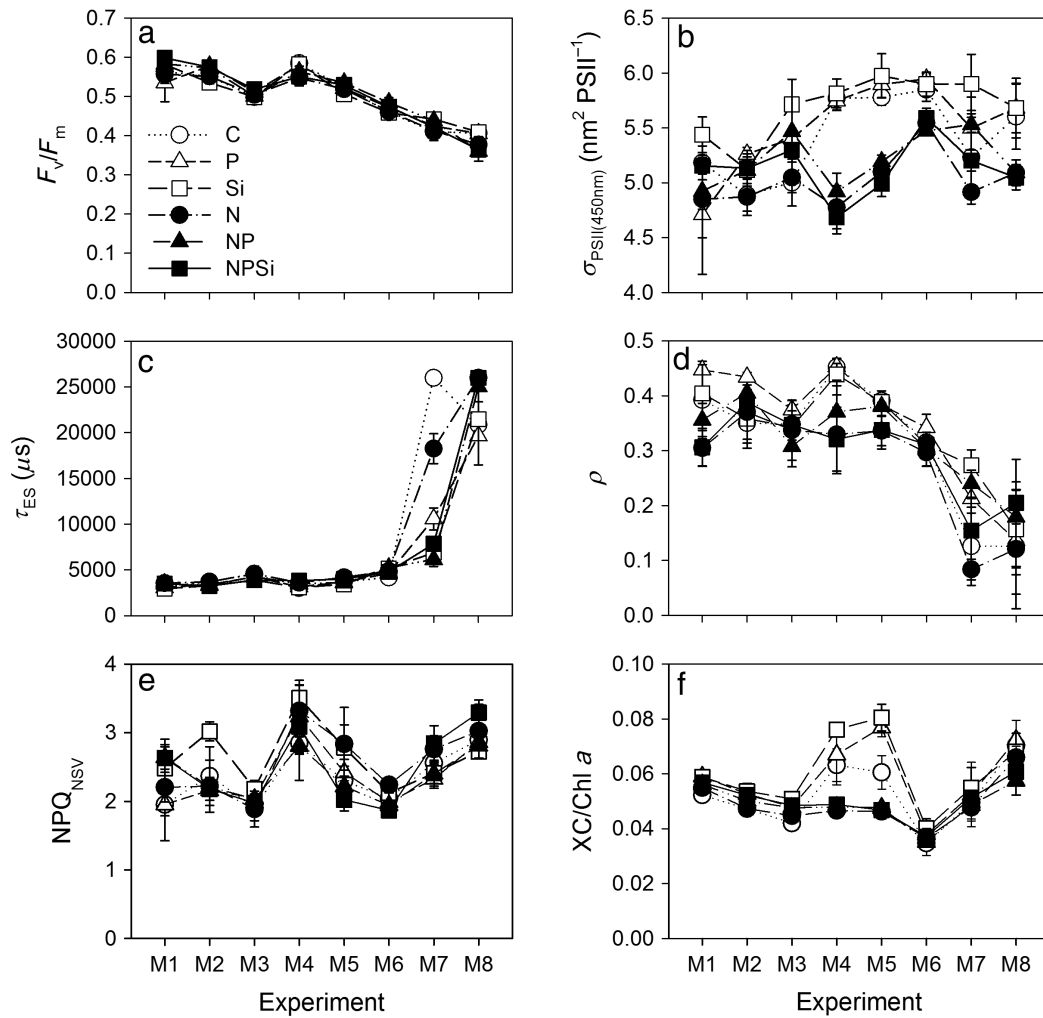 a
0.7
0.6
0.5
0.4
0.3
0.2
0.1
0.0
Fv/Fm
C
P
Si
N
NP
NPSi
b
6.5
6.0
5.5
5.0
4.5
4.0
σPSII(450nm) (nm² PSII⁻¹)
c
30000
25000
20000
15000
10000
5000
0
τES (μs)
d
0.5
0.4
0.3
0.2
0.1
0.0
ρ
e
4
3
2
1
0
NPQNSV
M1 M2 M3 M4 M5 M6 M7 M8
Experiment
f
0.10
0.08
0.06
0.04
0.02
0.00
XC/Chl a
M1 M2 M3 M4 M5 M6 M7 M8
Experiment